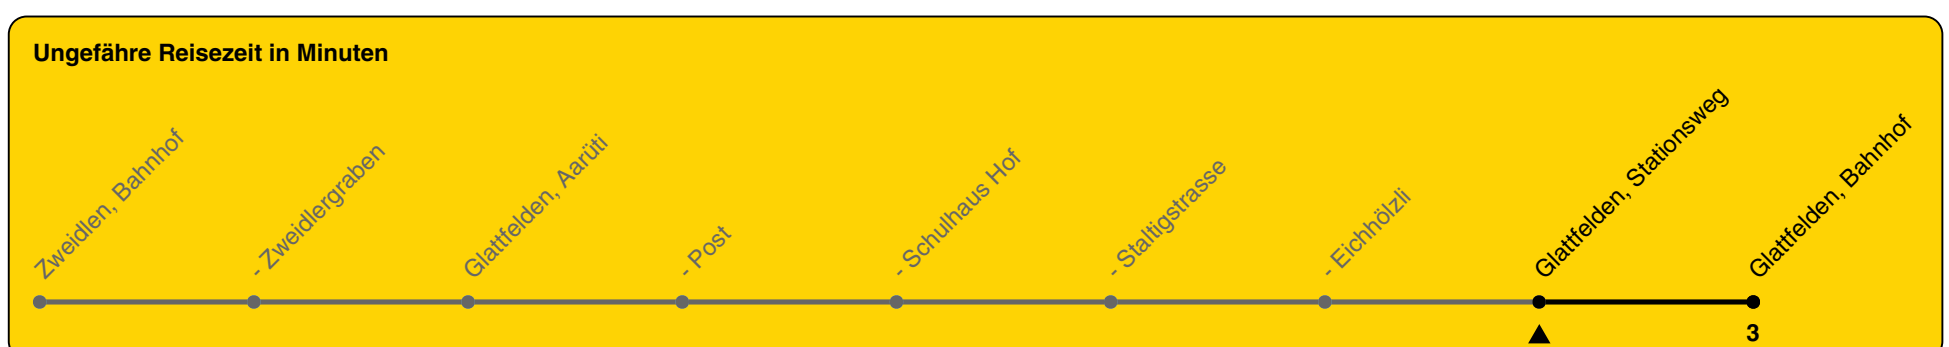 Ungefähre Reisezeit in Minuten
Zweidlen, Bahnhof
- Zweidlergraben
Glattfelden, Aarüti
- Post
- Schulhaus Hof
- Staltigstrasse
- Eichhölzli
Glattfelden, Stationsweg
Glattfelden, Bahnhof
3